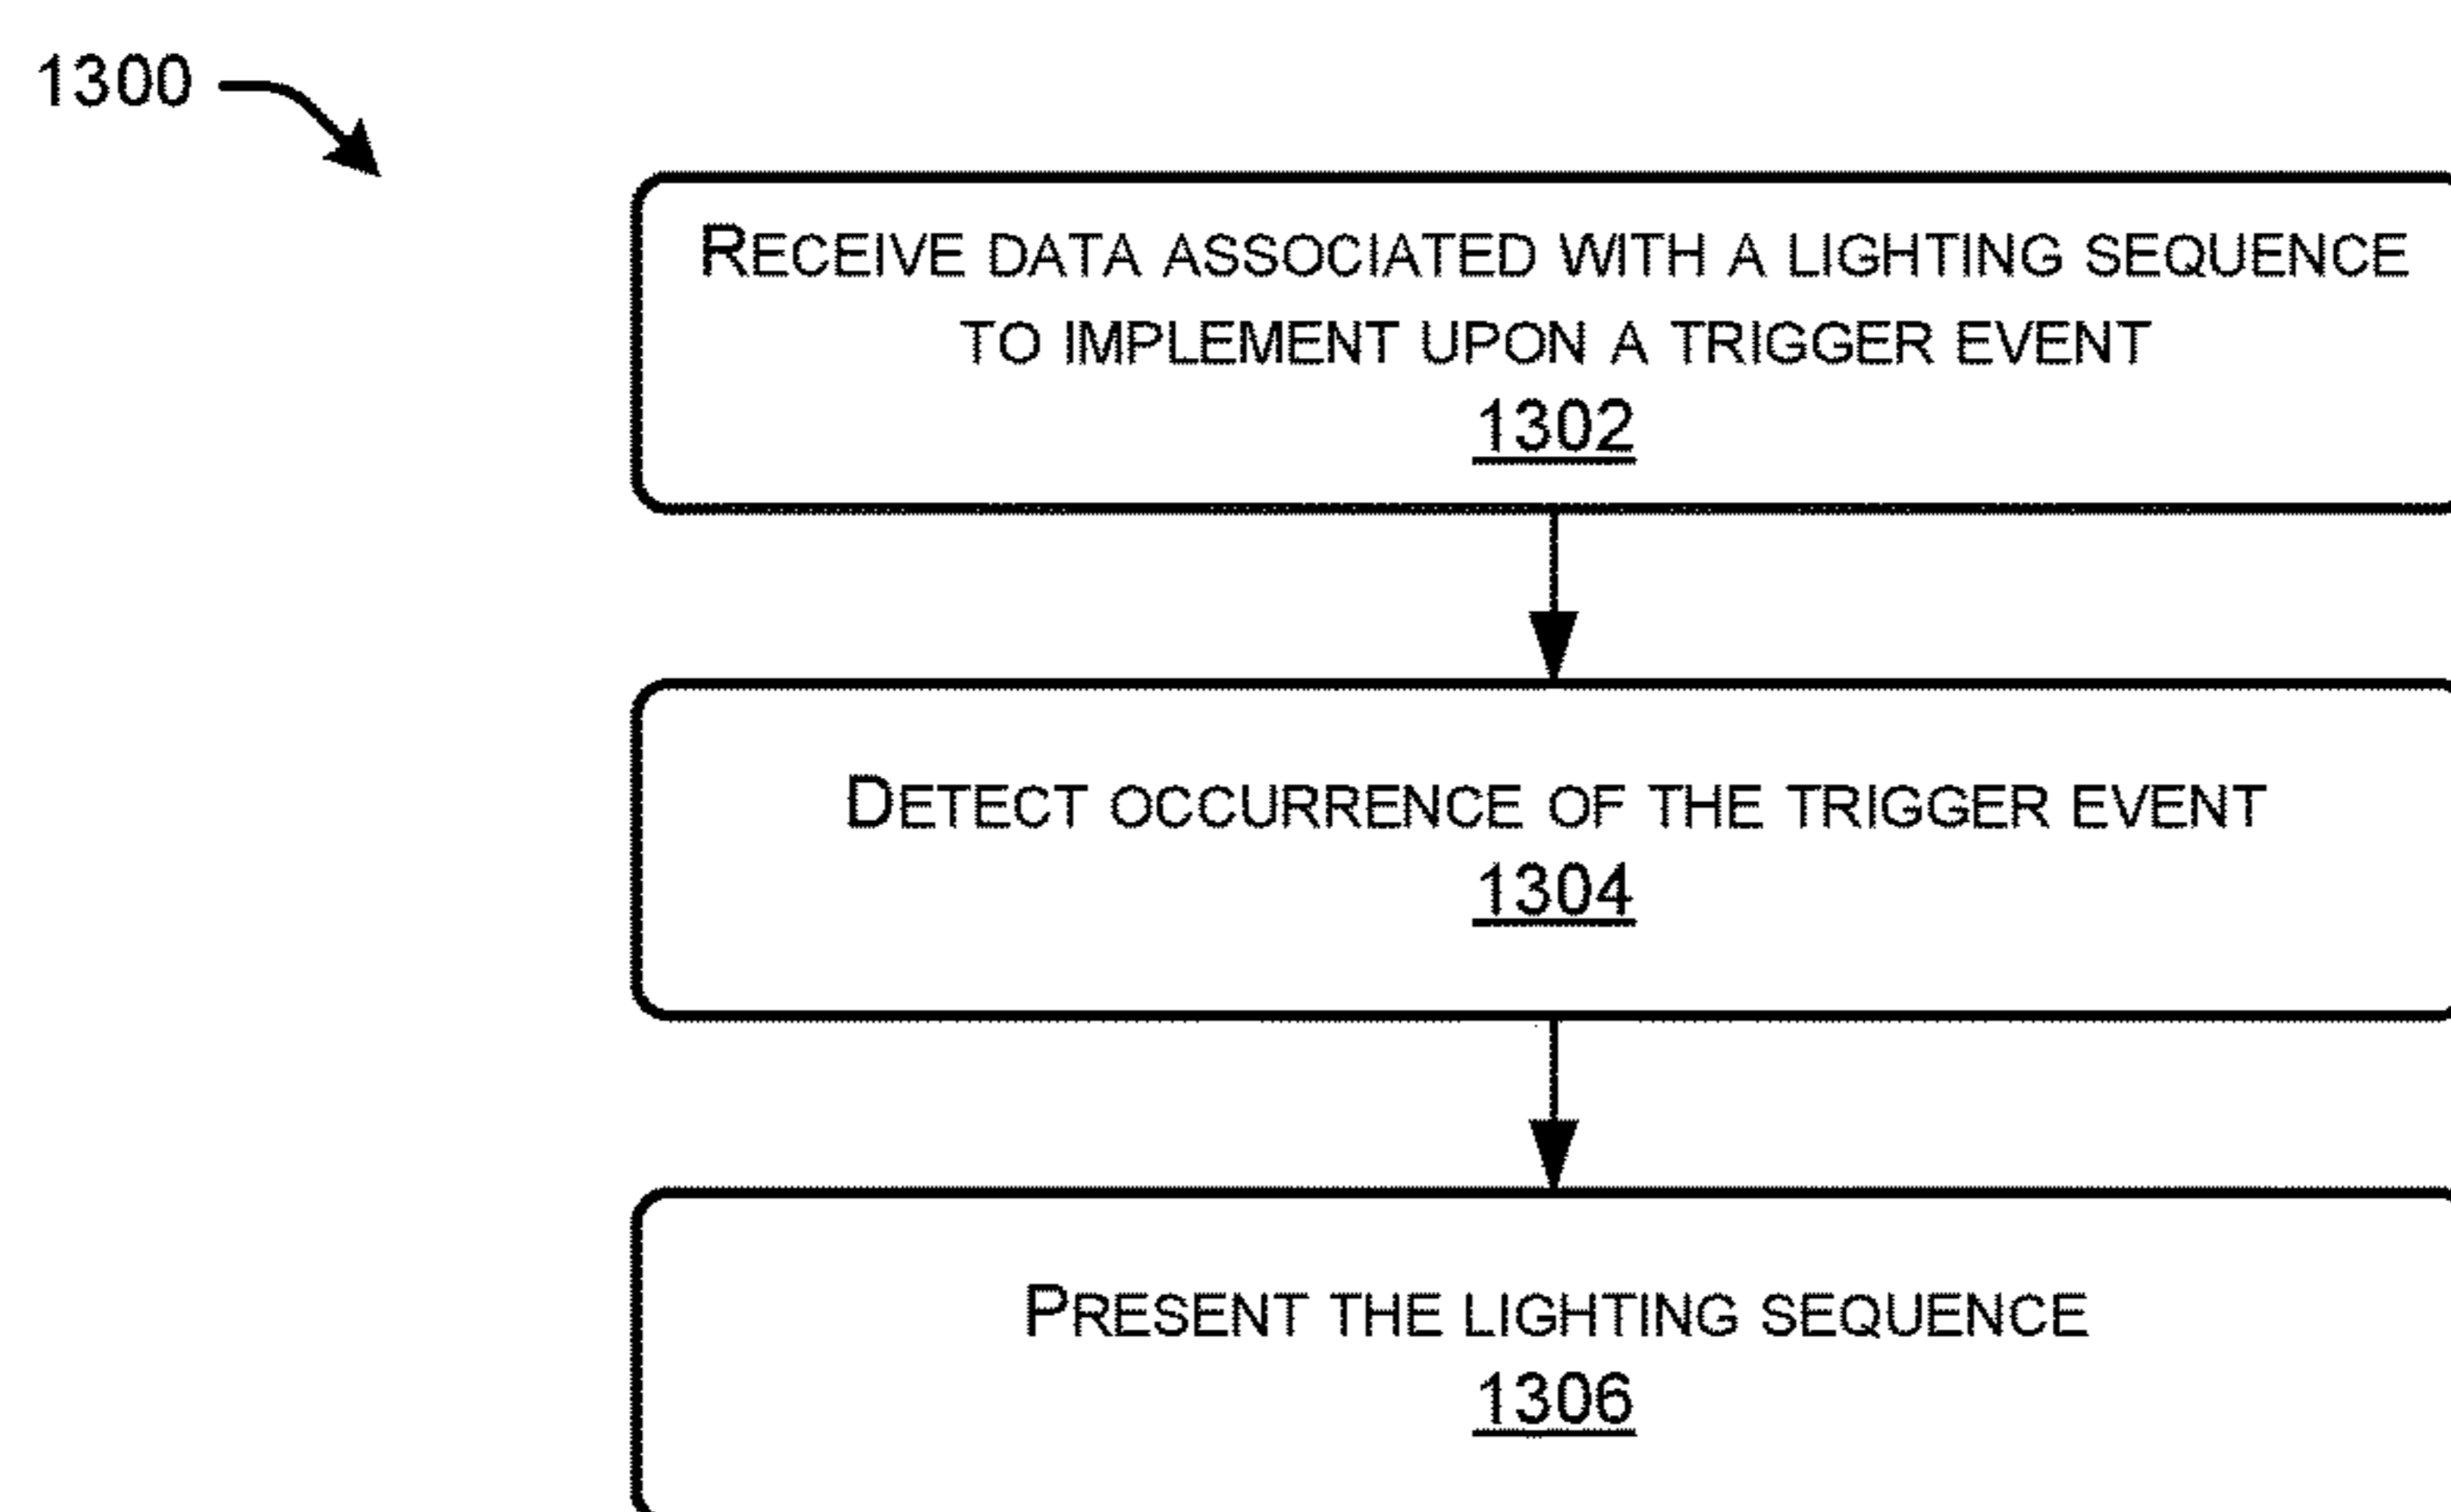 1300
RECEIVE DATA ASSOCIATED WITH A LIGHTING SEQUENCE
TO IMPLEMENT UPON A TRIGGER EVENT
1302
DETECT OCCURRENCE OF THE TRIGGER EVENT
1304
PRESENT THE LIGHTING SEQUENCE
1306